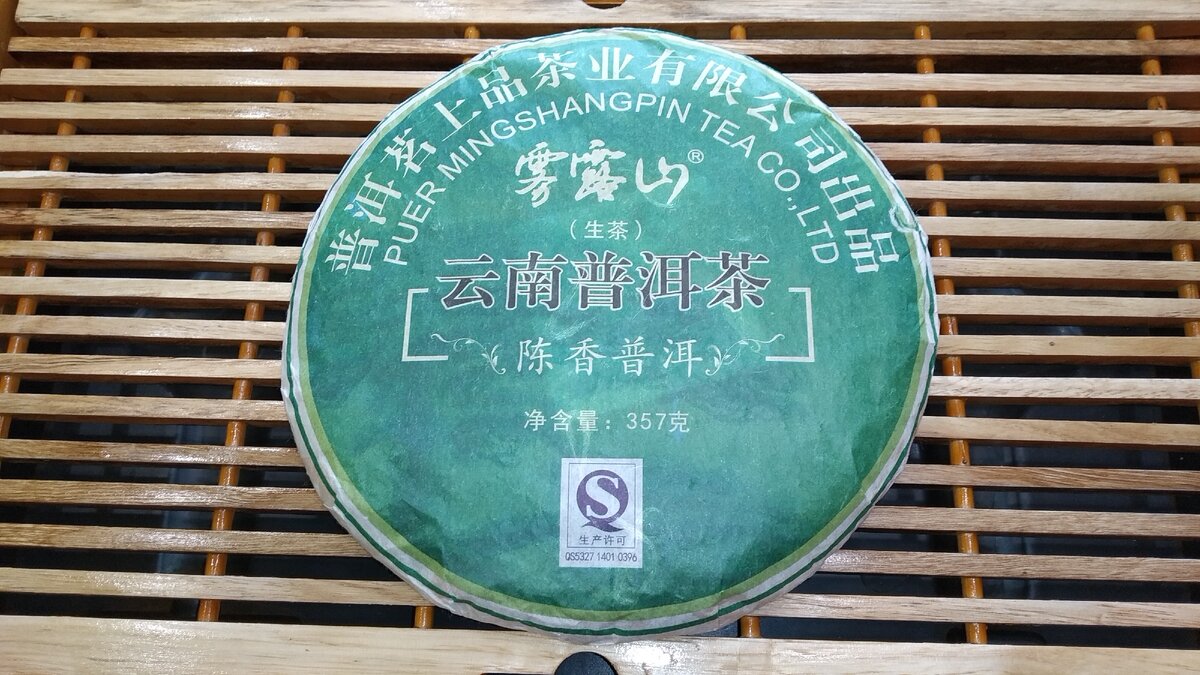 普洱茗上品茶业有限公司出品
PUER MINGSHANGPIN TEA CO.,LTD
雾露山®
（生茶）
云南普洱茶
陈香普洱
净含量：357克
生产许可
QS5327 1401 0396